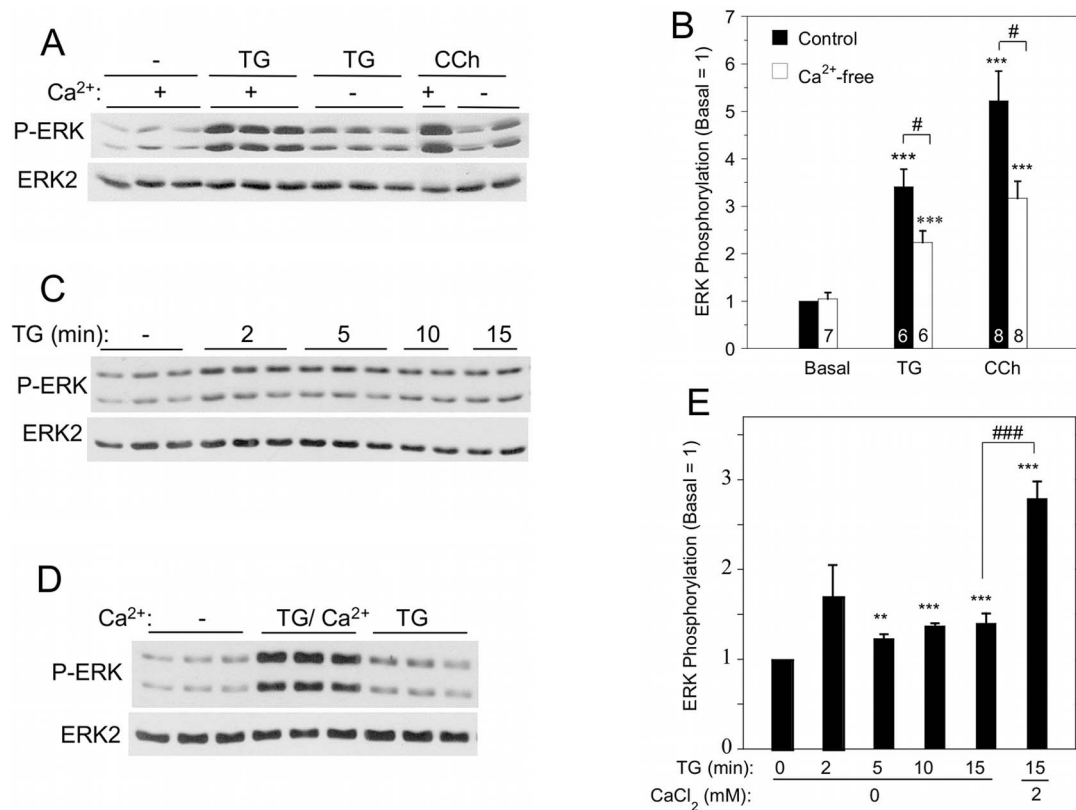 A
- TG TG CCh
Ca²⁺: + + - + -
P-ERK
ERK2
B
Control
Ca²⁺-free
ERK Phosphorylation (Basal = 1)
7
6
5
4
3
2
1
0
***
#
***
***
#
***
7 6 6 8 8
Basal TG CCh
C
TG (min): - 2 5 10 15
P-ERK
ERK2
D
Ca²⁺: - TG/ Ca²⁺ TG
P-ERK
ERK2
E
ERK Phosphorylation (Basal = 1)
3
2
1
0
###
***
** *** ***
TG (min): 0 2 5 10 15 15
CaCl₂ (mM): 0 2